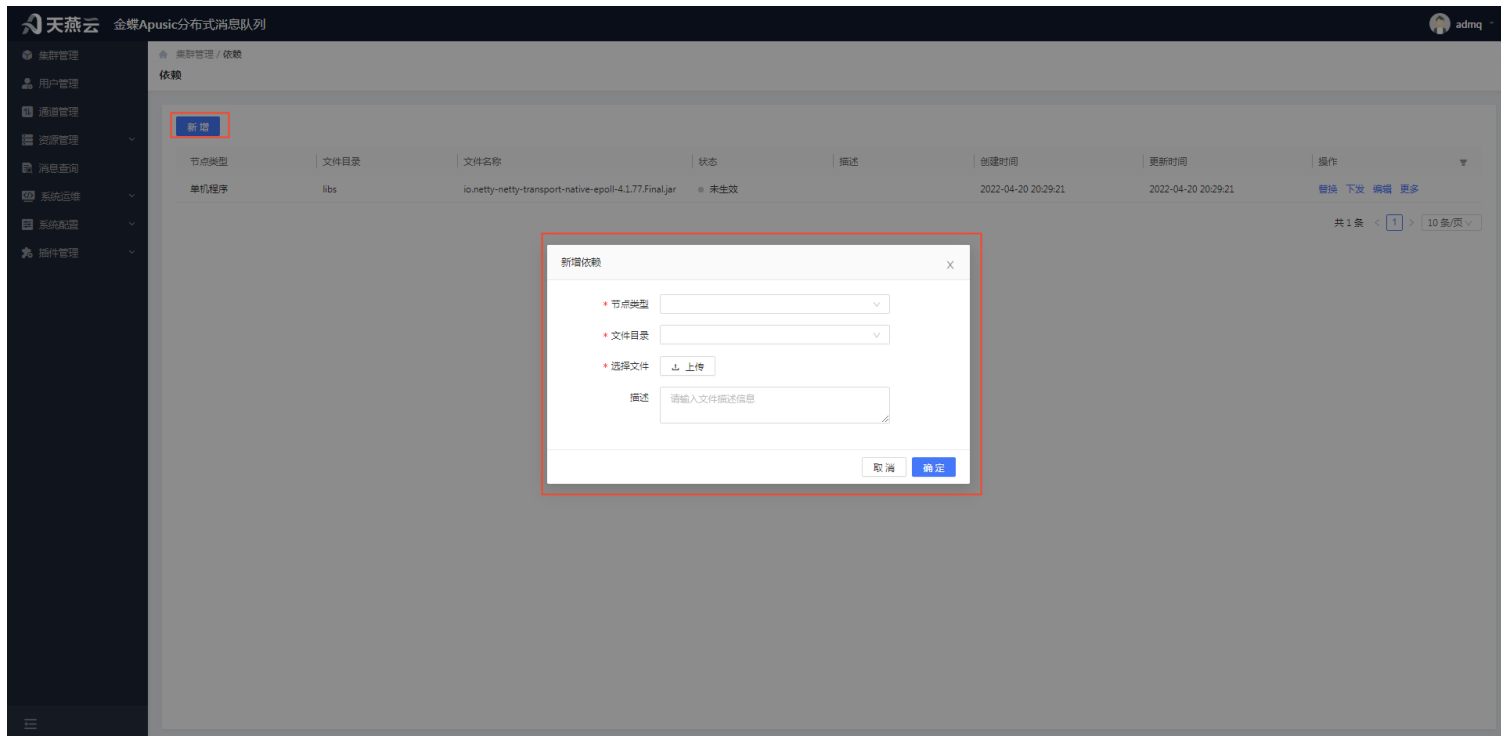 天燕云 金蝶Apusic分布式消息队列
admq
集群管理
用户管理
通道管理
资源管理
消息查询
系统运维
系统配置
插件管理
集群管理 / 依赖
依赖
新 增
节点类型 文件目录 文件名称 状态 描述 创建时间 更新时间 操作
单机程序 libs io.netty-netty-transport-native-epoll-4.1.77.Final.jar 未生效 2022-04-20 20:29:21 2022-04-20 20:29:21 替换 下发 编辑 更多
共 1 条 < 1 > 10 条/页
新增依赖 X
* 节点类型
* 文件目录
* 选择文件 上传
描述 请输入文件描述信息
取 消 确 定